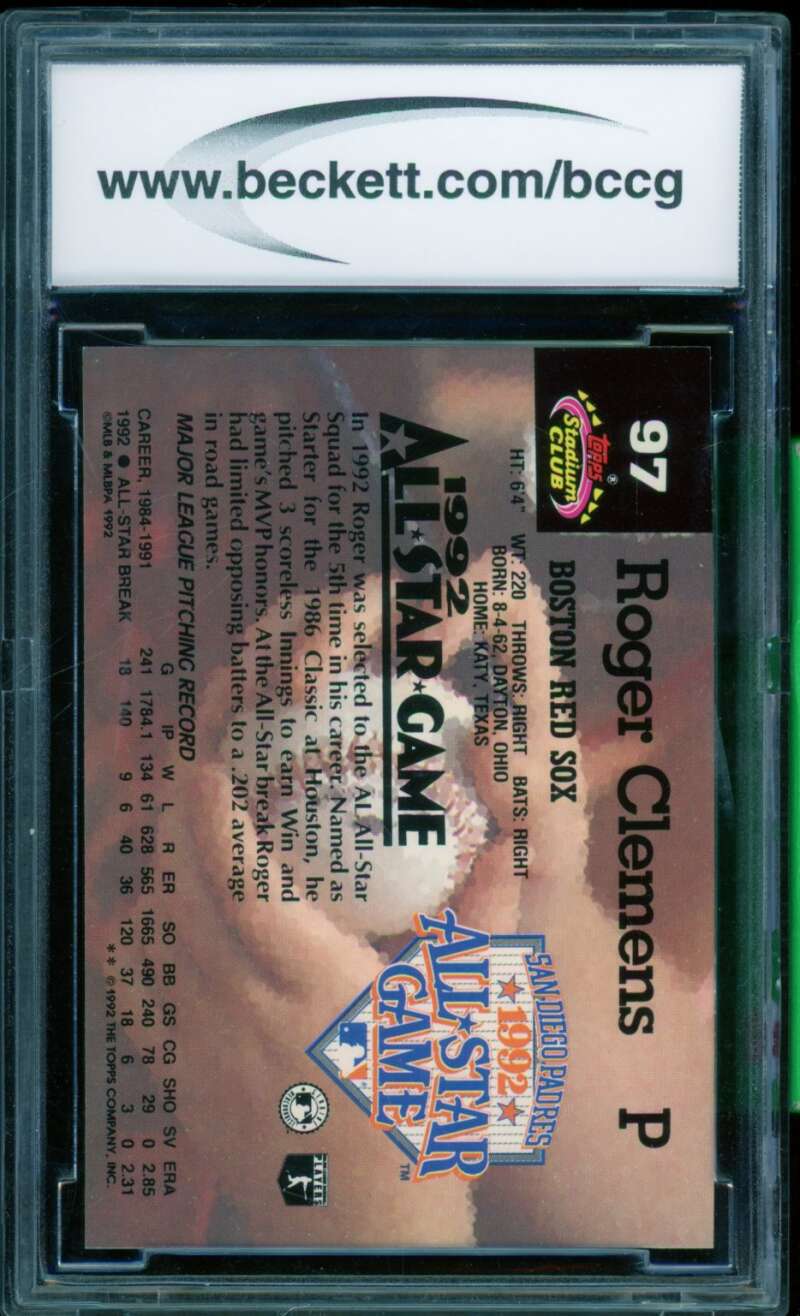 www.beckett.com/bccg
97
Topps®
Stadium
CLUB
Roger Clemens P
BOSTON RED SOX
HT: 6'4" WT: 220 THROWS: RIGHT BATS: RIGHT
BORN: 8-4-62, DAYTON, OHIO
HOME: KATY, TEXAS
1992
ALL★STAR★GAME
In 1992 Roger was selected to the AL All-Star
Squad for the 5th time in his career. Named as
Starter for the 1986 Classic at Houston, he
pitched 3 scoreless Innings to earn Win and
game's MVP honors. At the All-Star break Roger
had limited opposing batters to a .202 average
in road games.
SAN DIEGO PADRES
★1992★
ALL★STAR
GAME
TM
PLAYERS
MAJOR LEAGUE PITCHING RECORD
G IP W L R ER SO BB GS CG SHO SV ERA
CAREER, 1984-1991 241 1784.1 134 61 628 565 1665 490 240 78 29 0 2.85
1992 ● ALL-STAR BREAK 18 140 9 6 40 36 120 37 18 6 3 0 2.31
©MLB & MLBPA 1992
** ©1992 THE TOPPS COMPANY, INC.